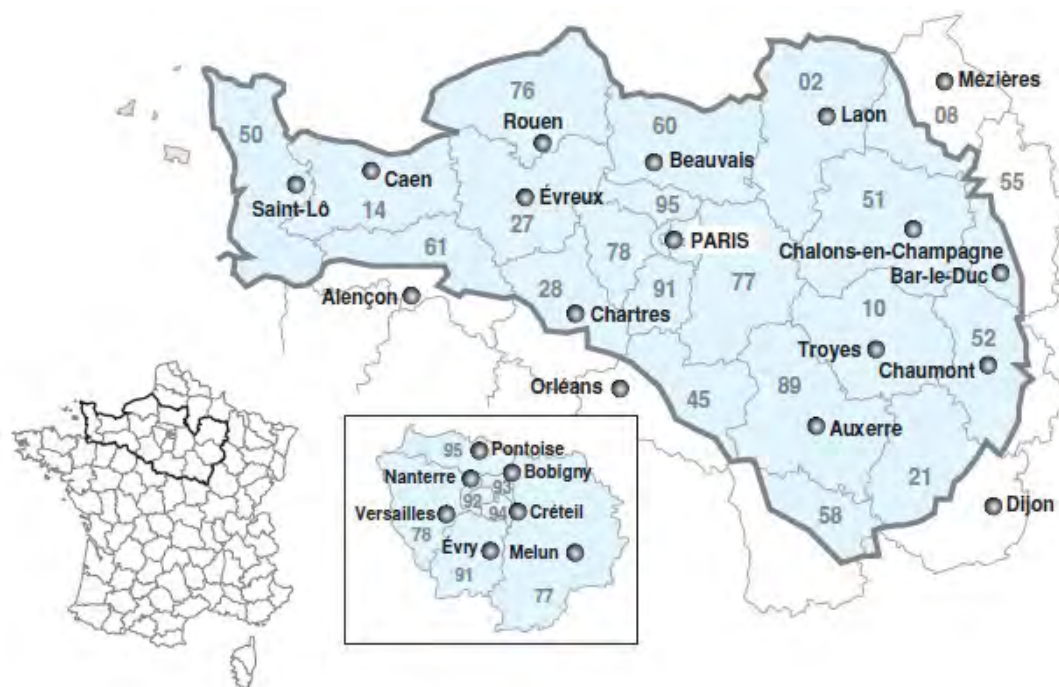 76
02
Mézières
Rouen
Laon
08
50
60
Beauvais
Caen
55
Saint-Lô
Évreux
95
51
14
27
PARIS
78
Chalons-en-Champagne
61
Bar-le-Duc
91
77
28
Alençon
Chartres
10
52
Troyes
Chaumont
Orléans
45
89
Auxerre
21
58
Dijon
95
Pontoise
Nanterre
Bobigny
93
92
Versailles
94
Créteil
78
Évry
Melun
91
77